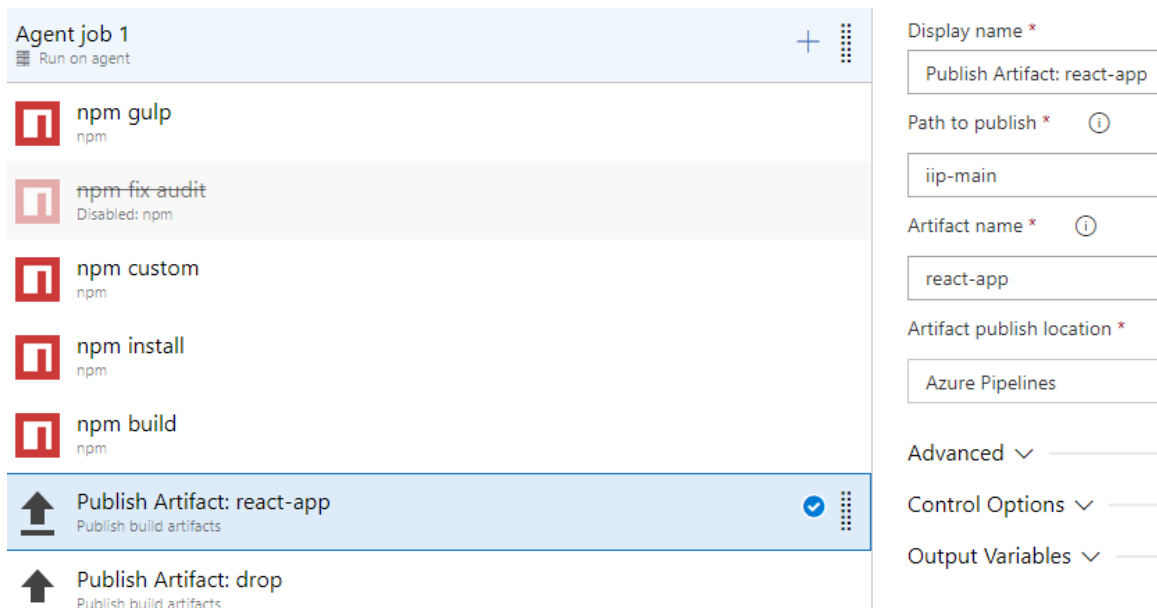 Agent job 1
Run on agent
npm gulp
npm
npm fix audit
Disabled: npm
npm custom
npm
npm install
npm
npm build
npm
Publish Artifact: react-app
Publish build artifacts
Publish Artifact: drop
Publish build artifacts
Display name *
Publish Artifact: react-app
Path to publish *
iip-main
Artifact name *
react-app
Artifact publish location *
Azure Pipelines
Advanced
Control Options
Output Variables